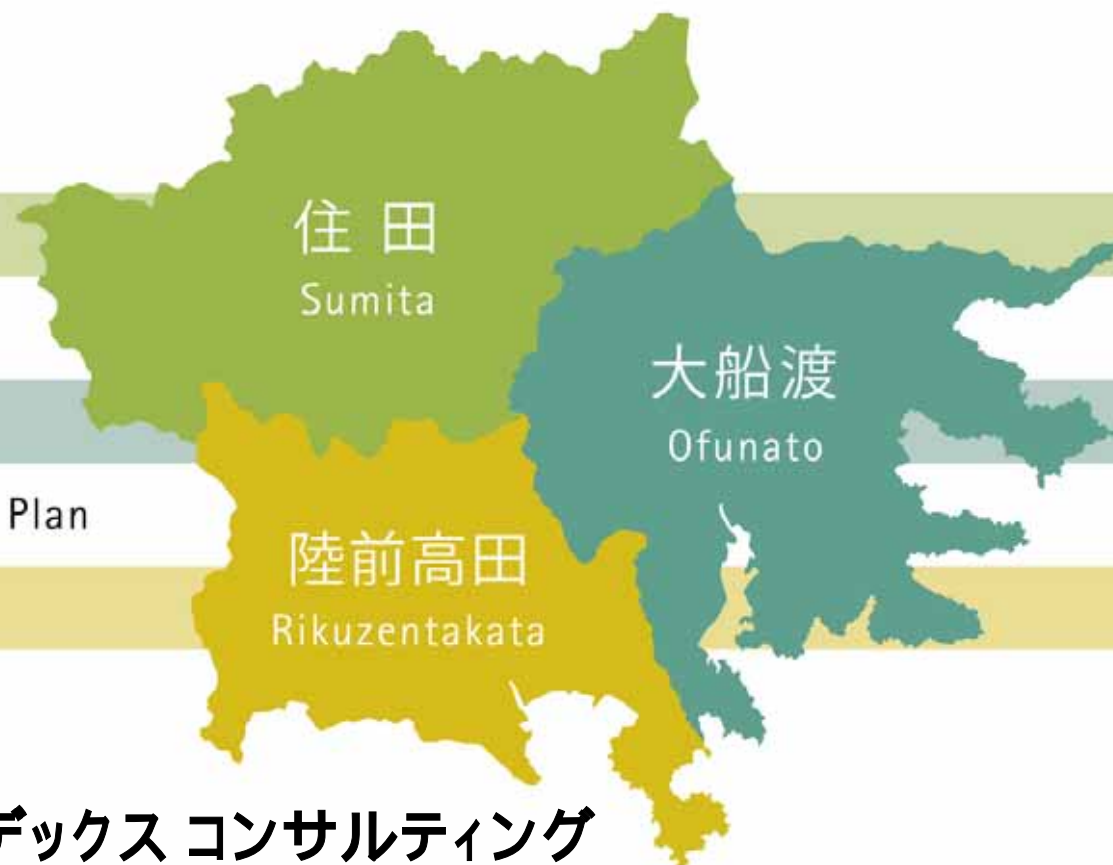 住田
Sumita
大船渡
Ofunato
Plan
陸前高田
Rikuzentakata
デックス コンサルティング